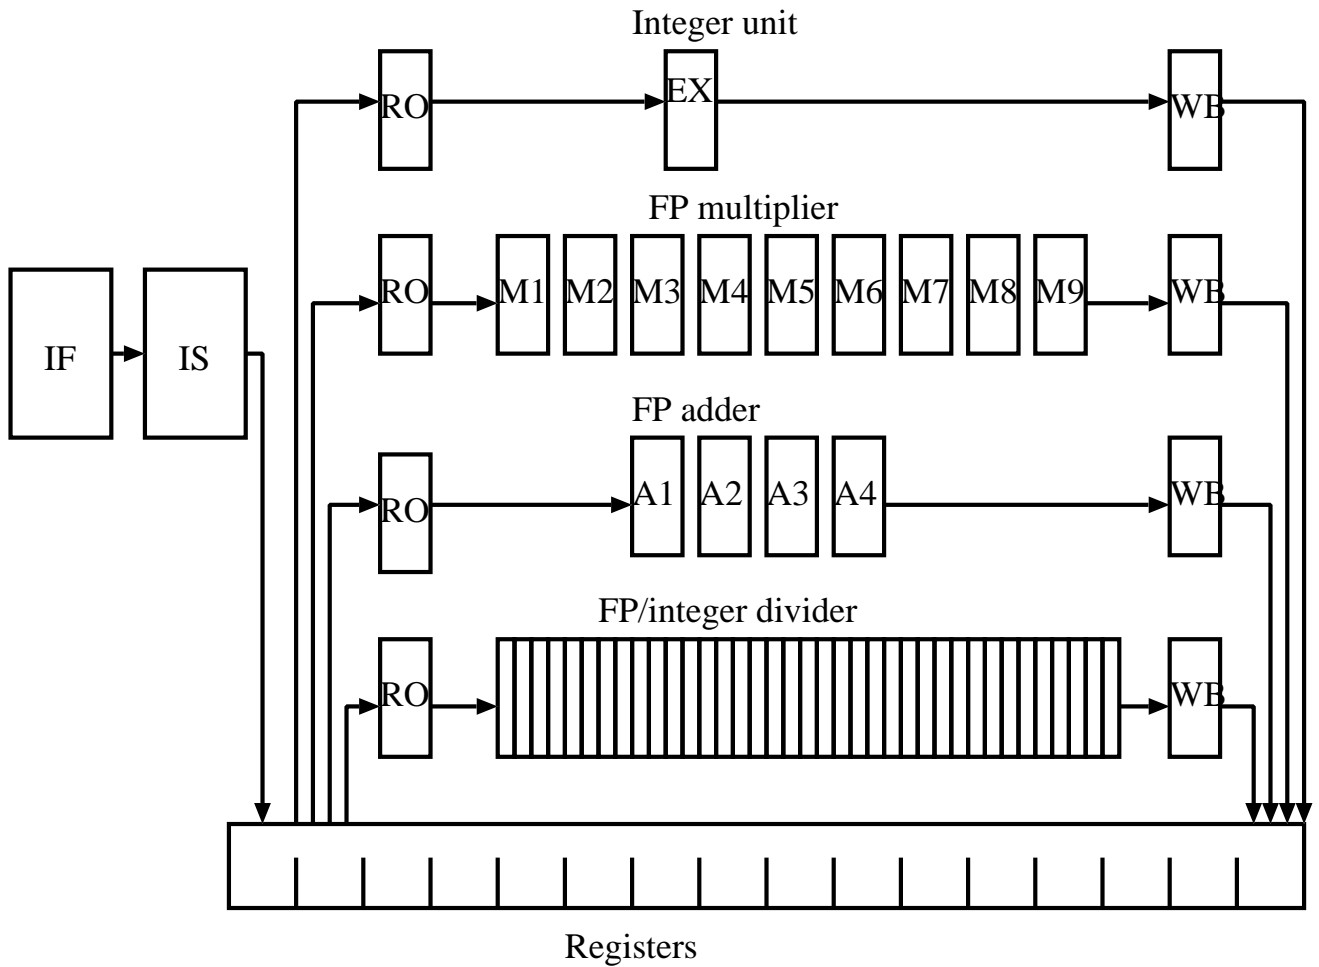 Integer unit
RO
EX
WB
FP multiplier
RO
M1 M2 M3 M4 M5 M6 M7 M8 M9
WB
IF
IS
FP adder
RO
A1 A2 A3 A4
WB
FP/integer divider
RO
WB
Registers